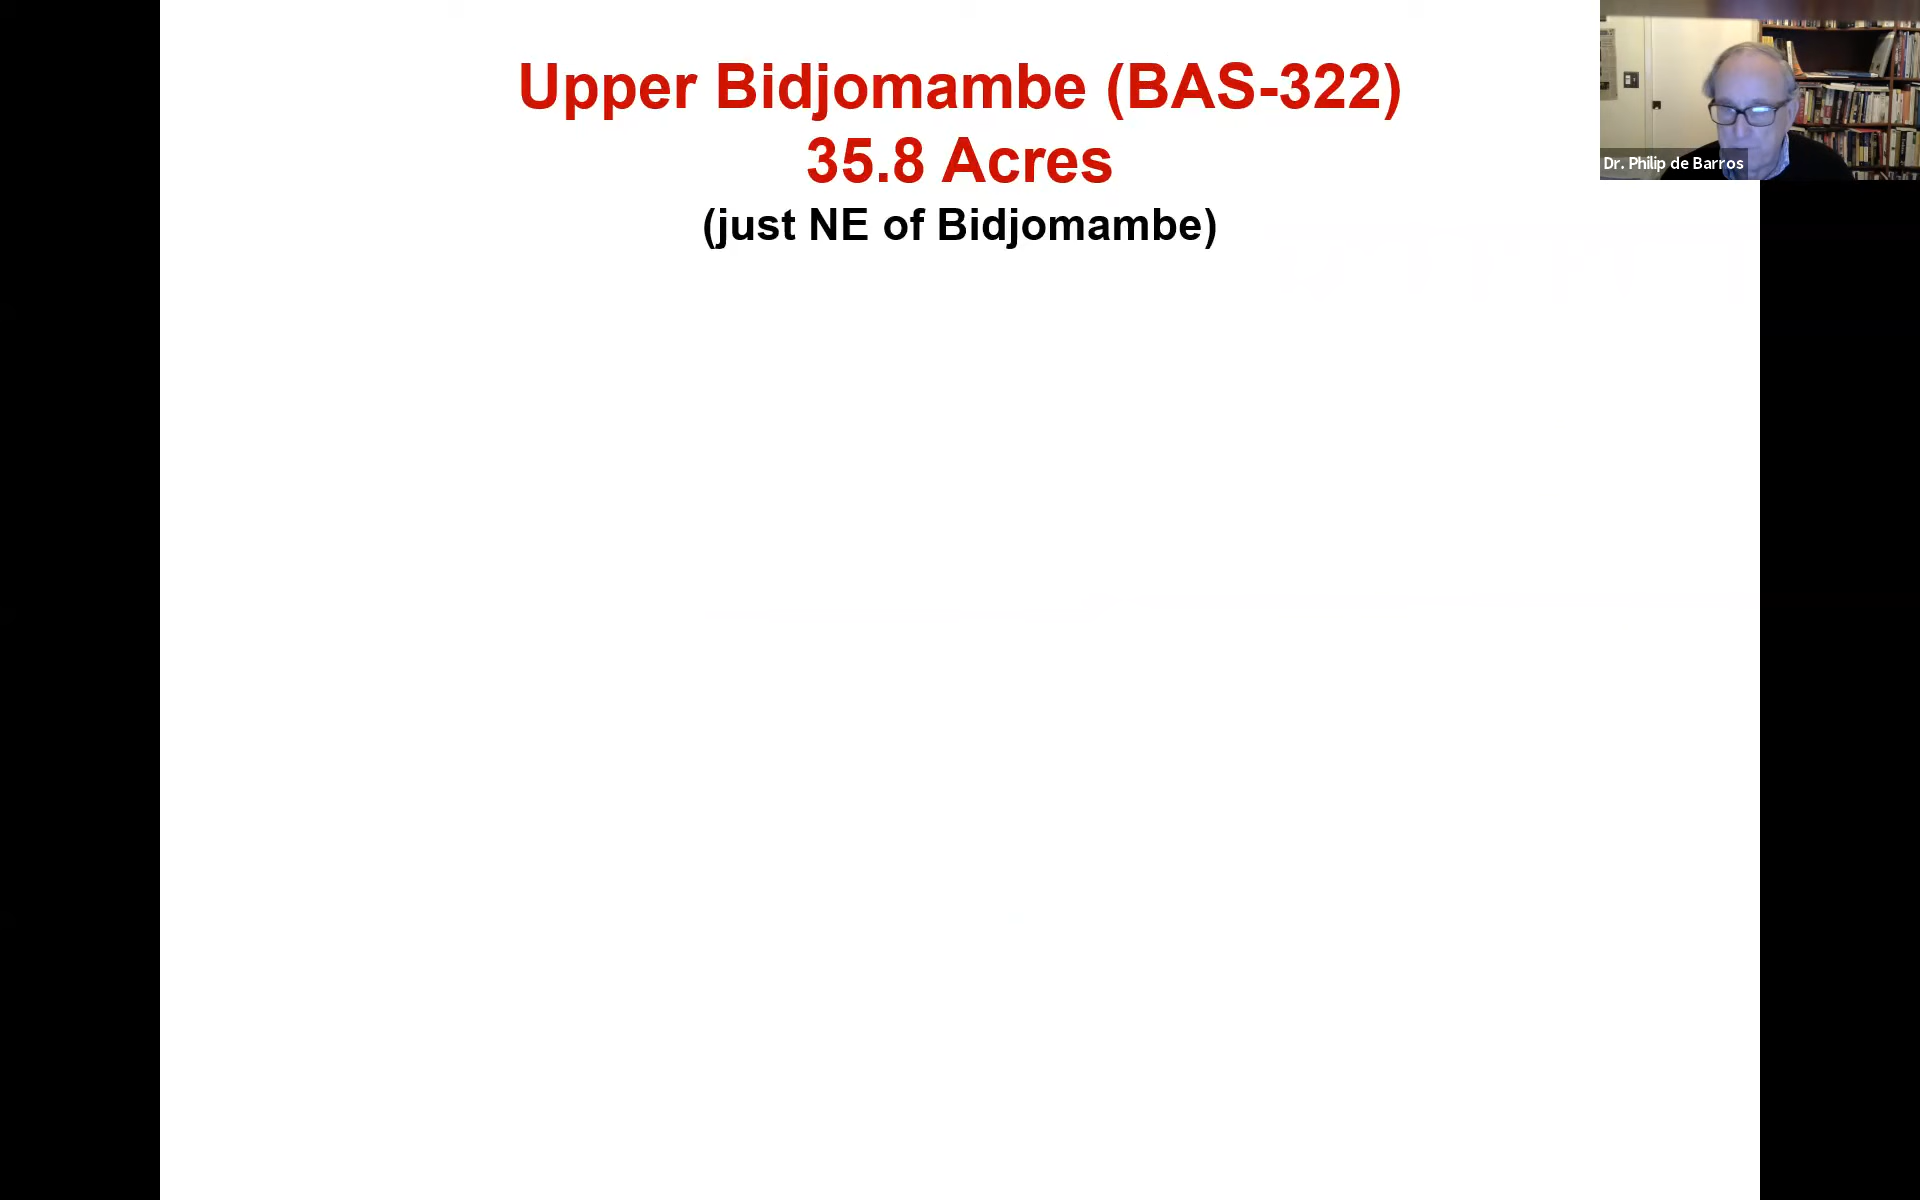 Upper Bidjomambe (BAS-322)
35.8 Acres
(just NE of Bidjomambe)
Dr. Philip de Barros